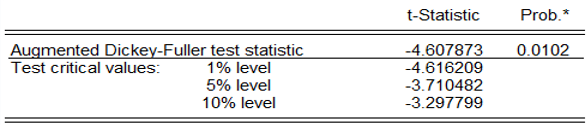 t-Statistic Prob.*
Augmented Dickey-Fuller test statistic -4.607873 0.0102
Test critical values: 1% level -4.616209
5% level -3.710482
10% level -3.297799